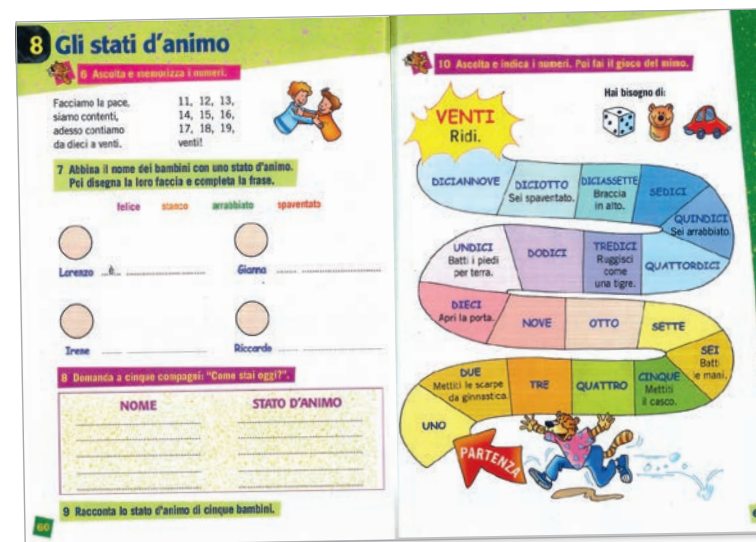 8 Gli stati d'animo
6 Ascolta e memorizza i numeri.
Facciamo la pace,
siamo contenti,
adesso contiamo
da dieci a venti.
11, 12, 13,
14, 15, 16,
17, 18, 19,
venti!
7 Abbina il nome dei bambini con uno stato d'animo.
Poi disegna la loro faccia e completa la frase.
felice stanco arrabbiato spaventata
Lorenzo è
Gianna
Irene
Riccardo
8 Domanda a cinque compagni: "Come stai oggi?".
NOME STATO D'ANIMO
9 Racconta lo stato d'animo di cinque bambini.
60
10 Ascolta e indica i numeri. Poi fai il gioco del mimo.
Hai bisogno di:
VENTI
Ridi.
DICIANNOVE
DICIOTTO
Sei spaventato.
DICIASSETTE
Braccia
in alto.
SEDICI
QUINDICI
Sei arrabbiato.
QUATTORDICI
TREDICI
Ruggisci
come
una tigre.
DODICI
UNDICI
Batti i piedi
per terra.
DIECI
Apri la porta.
NOVE
OTTO
SETTE
SEI
Batti
le mani.
CINQUE
Mettiti
il casco.
QUATTRO
TRE
DUE
Mettiti le scarpe
da ginnastica.
UNO
PARTENZA